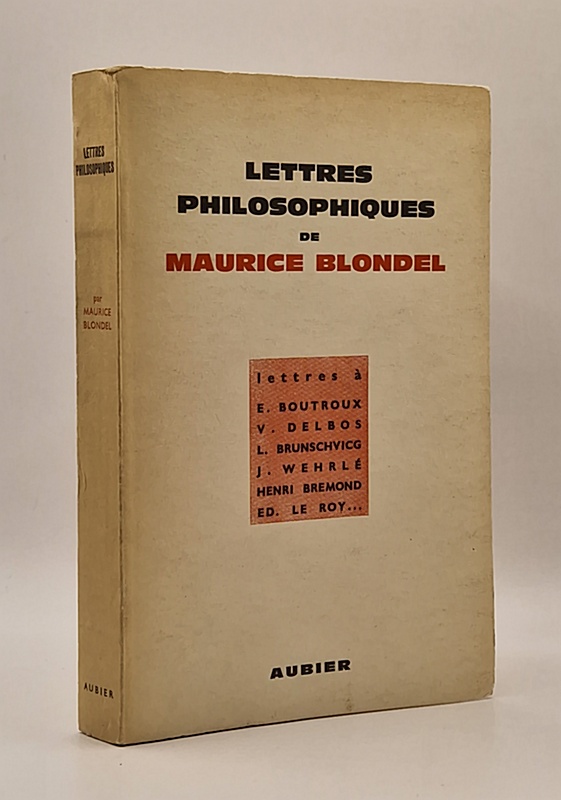 LETTRES
PHILOSOPHIQUES
par
MAURICE
BLONDEL
AUBIER
LETTRES
PHILOSOPHIQUES
DE
MAURICE BLONDEL
lettres à
E. BOUTROUX
V. DELBOS
L. BRUNSCHVICG
J. WEHRLÉ
HENRI BREMOND
ED. LE ROY...
AUBIER